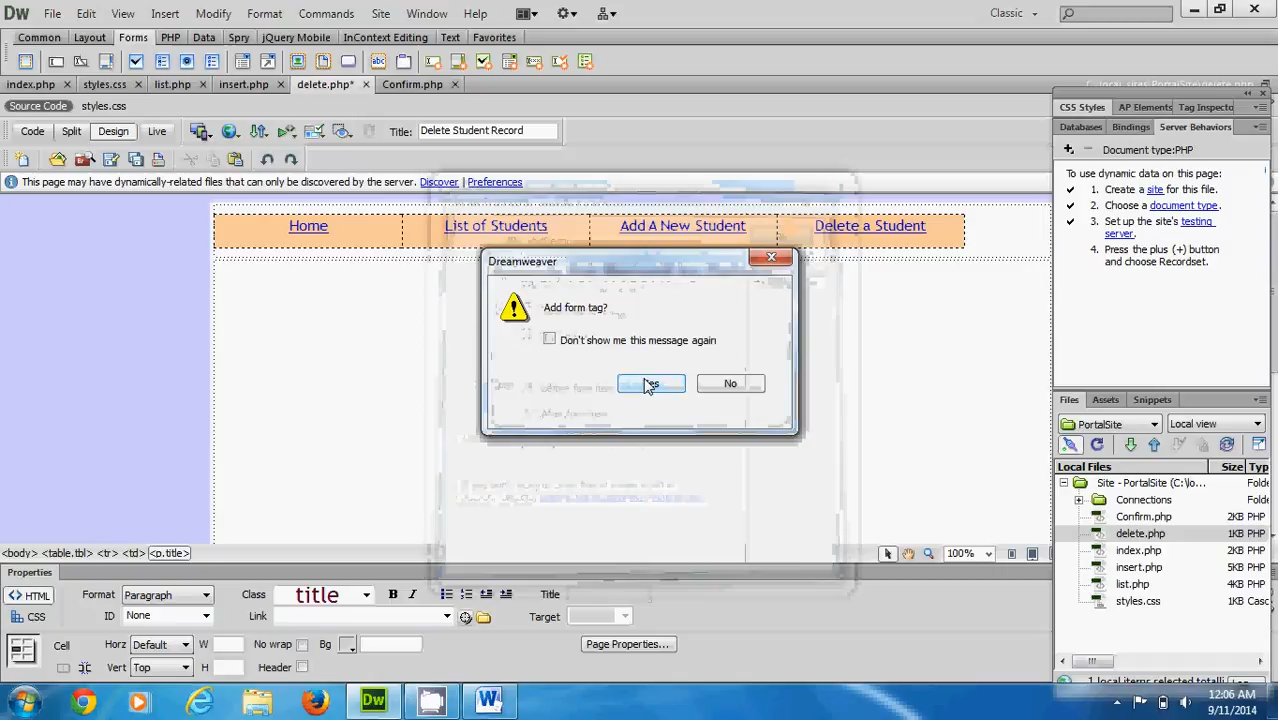 Dw File Edit View Insert Modify Format Commands Site Window Help Classic
Common Layout Forms PHP Data Spry jQuery Mobile InContext Editing Text Favorites
index.php styles.css list.php insert.php delete.php* Confirm.php
Source Code styles.css
Code Split Design Live Title: Delete Student Record
This page may have dynamically-related files that can only be discovered by the server. Discover Preferences
Home List of Students Add A New Student Delete a Student
Dreamweaver
Add form tag?
Don't show me this message again
No
CSS Styles AP Elements Tag Inspecto
Databases Bindings Server Behaviors
Document type:PHP
To use dynamic data on this page:
1. Create a site for this file.
2. Choose a document type.
3. Set up the site's testing
server.
4. Press the plus (+) button
and choose Recordset.
Files Assets Snippets
PortalSite Local view
Local Files Size Typ
Site - PortalSite (C:\lo... Folde
Connections Folde
Confirm.php 2KB PHP
delete.php 1KB PHP
index.php 2KB PHP
insert.php 5KB PHP
list.php 4KB PHP
styles.css 1KB Casc
<body> <table.tbl> <tr> <td> <p.title> 100%
Properties
HTML Format Paragraph Class title B I Title
CSS ID None Link Target
Cell Horz Default W No wrap Bg Page Properties...
Vert Top H Header
1 local items selected totalli
Dw W 12:06 AM
9/11/2014